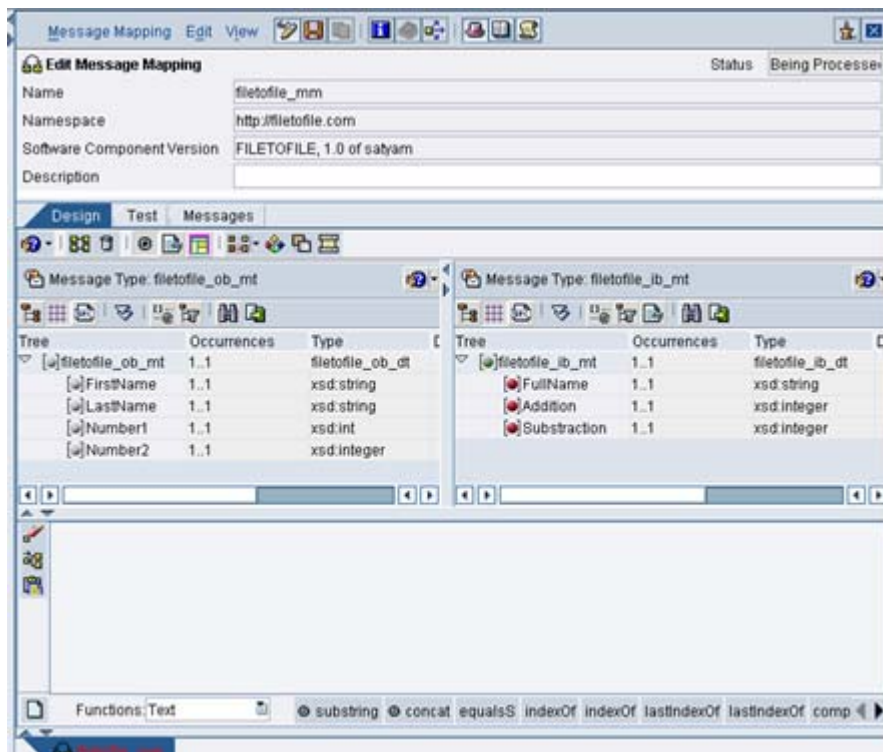 Message Mapping Edit View
Edit Message Mapping Status Being Processe
Name filetofile_mm
Namespace http://filetofile.com
Software Component Version FILETOFILE, 1.0 of satyam
Description
Design Test Messages
Message Type: filetofile_ob_mt Message Type: filetofile_ib_mt
Tree Occurrences Type Tree Occurrences Type
filetofile_ob_mt 1..1 filetofile_ob_dt filetofile_ib_mt 1..1 filetofile_ib_dt
FirstName 1..1 xsd:string FullName 1..1 xsd:string
LastName 1..1 xsd:string Addition 1..1 xsd:integer
Number1 1..1 xsd:int Substraction 1..1 xsd:integer
Number2 1..1 xsd:integer
Functions: Text substring concat equalsS indexOf indexOf lastIndexOf lastIndexOf comp